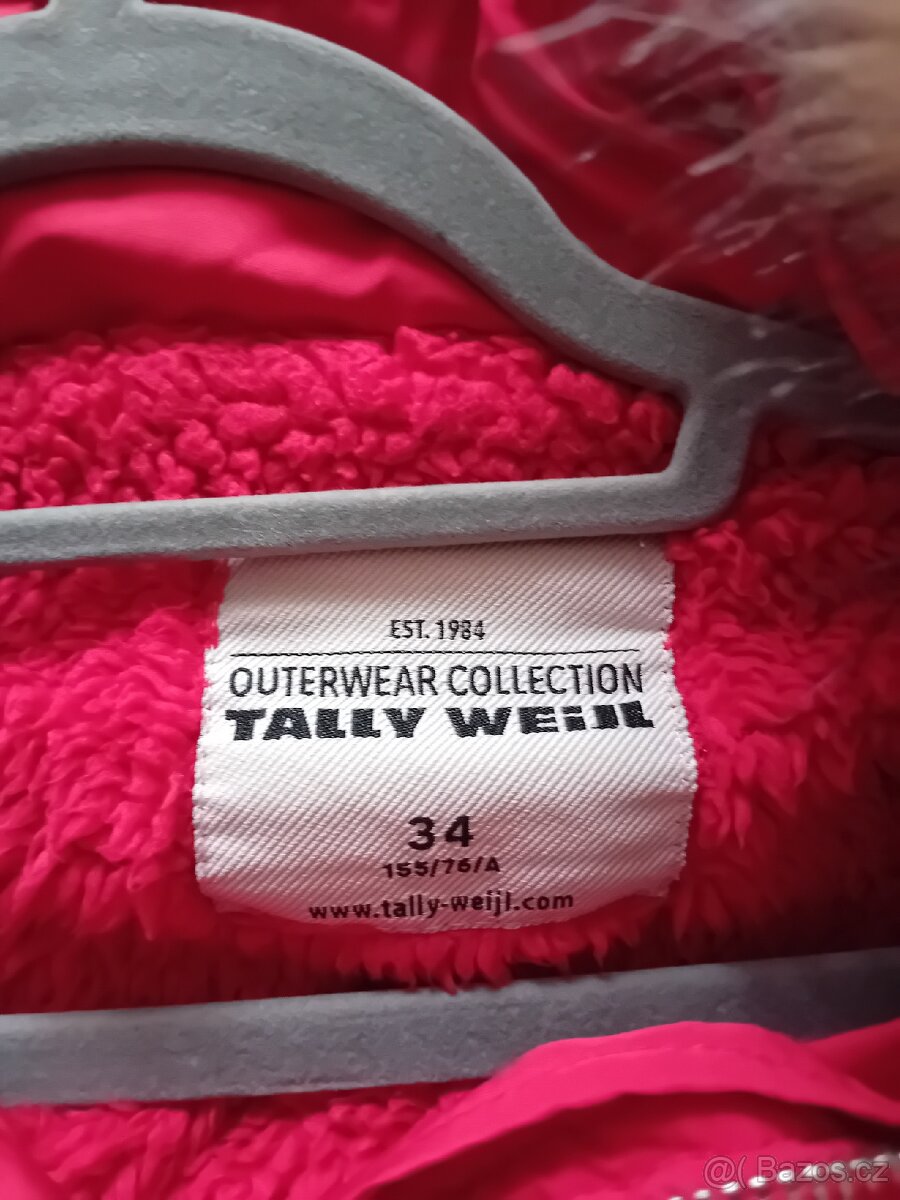 EST. 1984
OUTERWEAR COLLECTION
TALLY WEiJL
34
155/76/A
www.tally-weijl.com
@( Bazos.cz